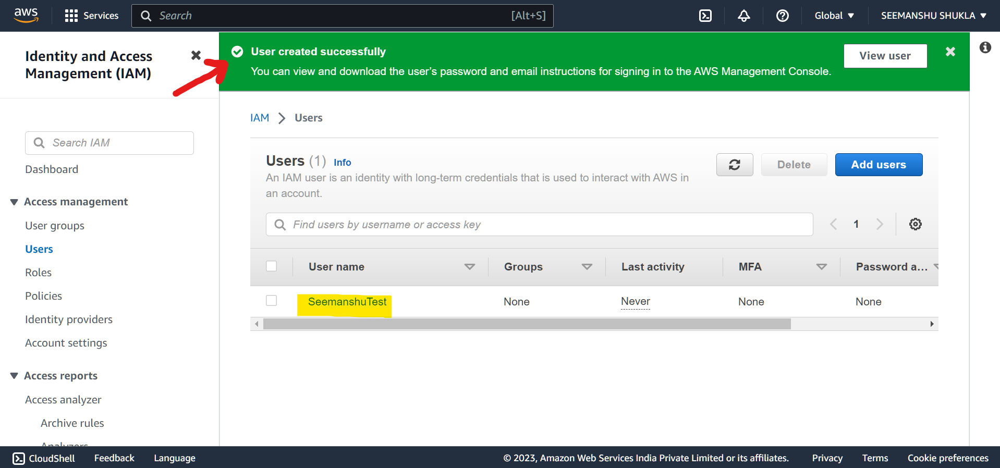 aws
Services
Search
[Alt+S]
Global
SEEMANSHU SHUKLA
Identity and Access
Management (IAM)
User created successfully
You can view and download the user’s password and email instructions for signing in to the AWS Management Console.
View user
Search IAM
Dashboard
Access management
User groups
Users
Roles
Policies
Identity providers
Account settings
Access reports
Access analyzer
Archive rules
Analyzers
IAM
Users
Users (1) Info
An IAM user is an identity with long-term credentials that is used to interact with AWS in
an account.
Delete
Add users
Find users by username or access key
1
User name
Groups
Last activity
MFA
Password a...
SeemanshuTest
None
Never
None
None
CloudShell
Feedback
Language
© 2023, Amazon Web Services India Private Limited or its affiliates.
Privacy
Terms
Cookie preferences